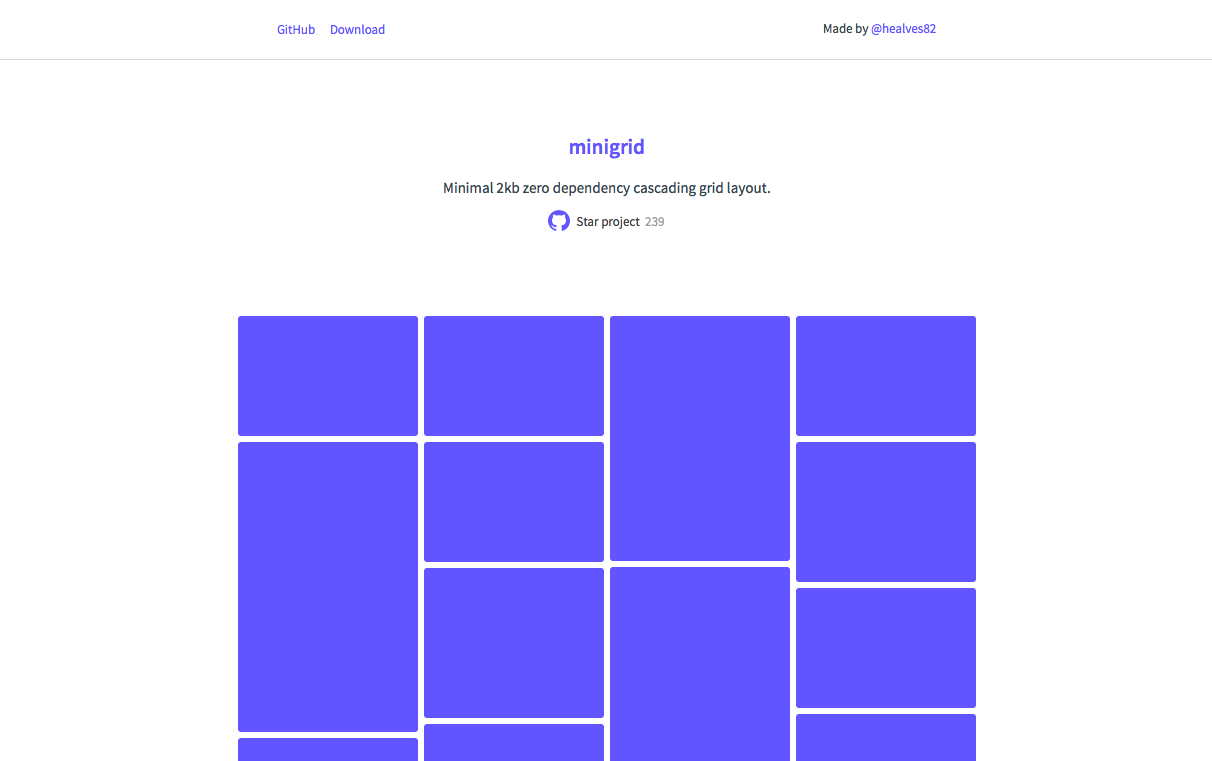 GitHub Download Made by @healves82
minigrid
Minimal 2kb zero dependency cascading grid layout.
Star project 239